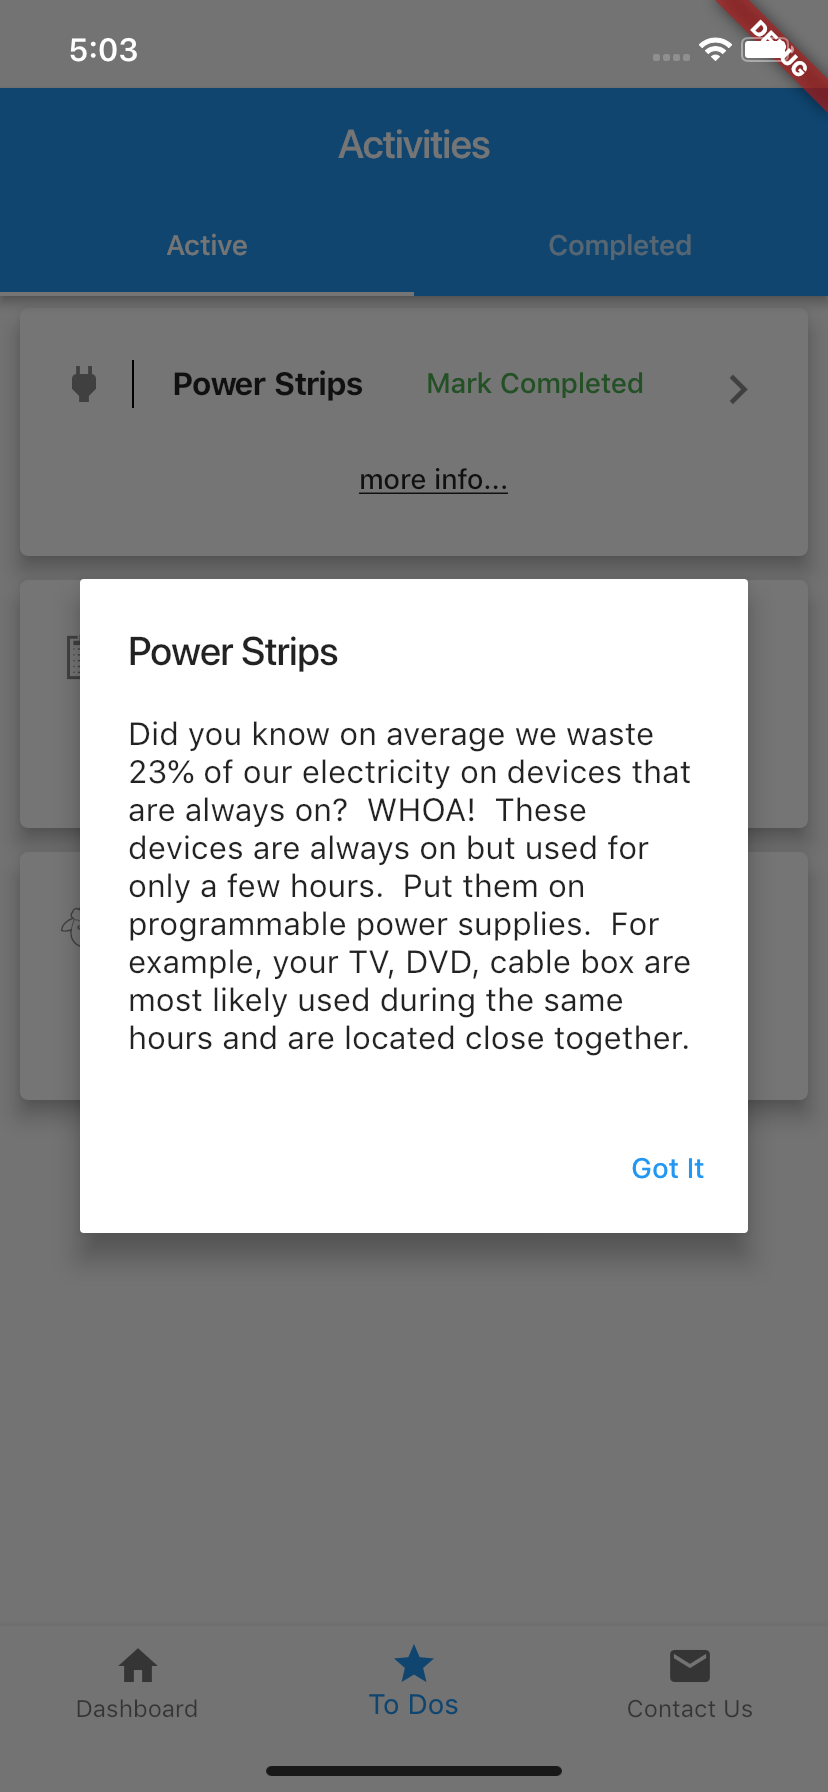 5:03
DEBUG
Activities
Active
Completed
Power Strips
Mark Completed
more info...
Power Strips
Did you know on average we waste
23% of our electricity on devices that
are always on?  WHOA!  These
devices are always on but used for
only a few hours.  Put them on
programmable power supplies.  For
example, your TV, DVD, cable box are
most likely used during the same
hours and are located close together.
Got It
Dashboard
To Dos
Contact Us